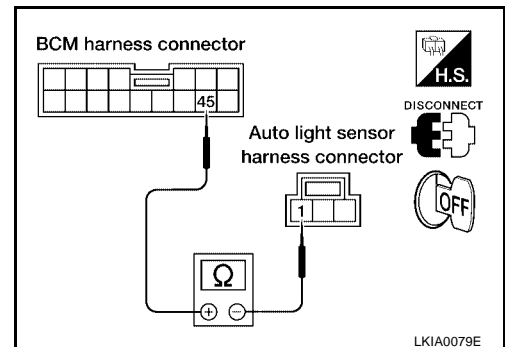 BCM harness connector
H.S.
DISCONNECT
45
Auto light sensor
harness connector
1
OFF
Ω
+ −
LKIA0079E